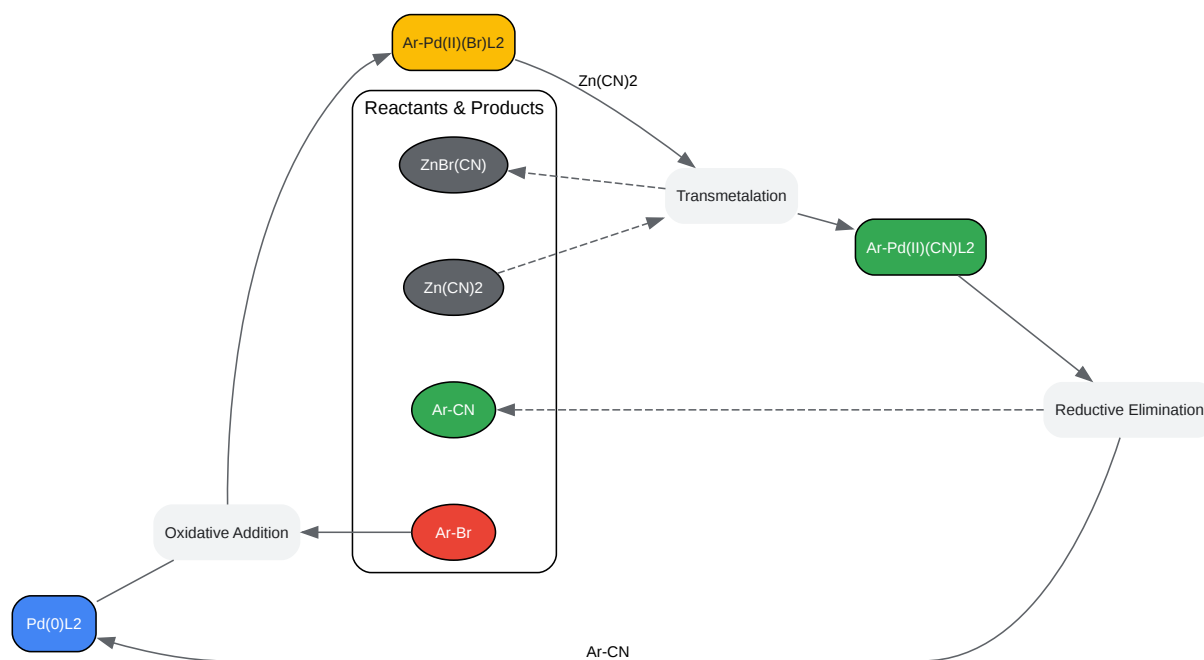 Ar-Pd(II)(Br)L2
Zn(CN)2
Reactants & Products
ZnBr(CN)
Transmetalation
Ar-Pd(II)(CN)L2
Zn(CN)2
Ar-CN
Reductive Elimination
Oxidative Addition
Ar-Br
Pd(0)L2
Ar-CN